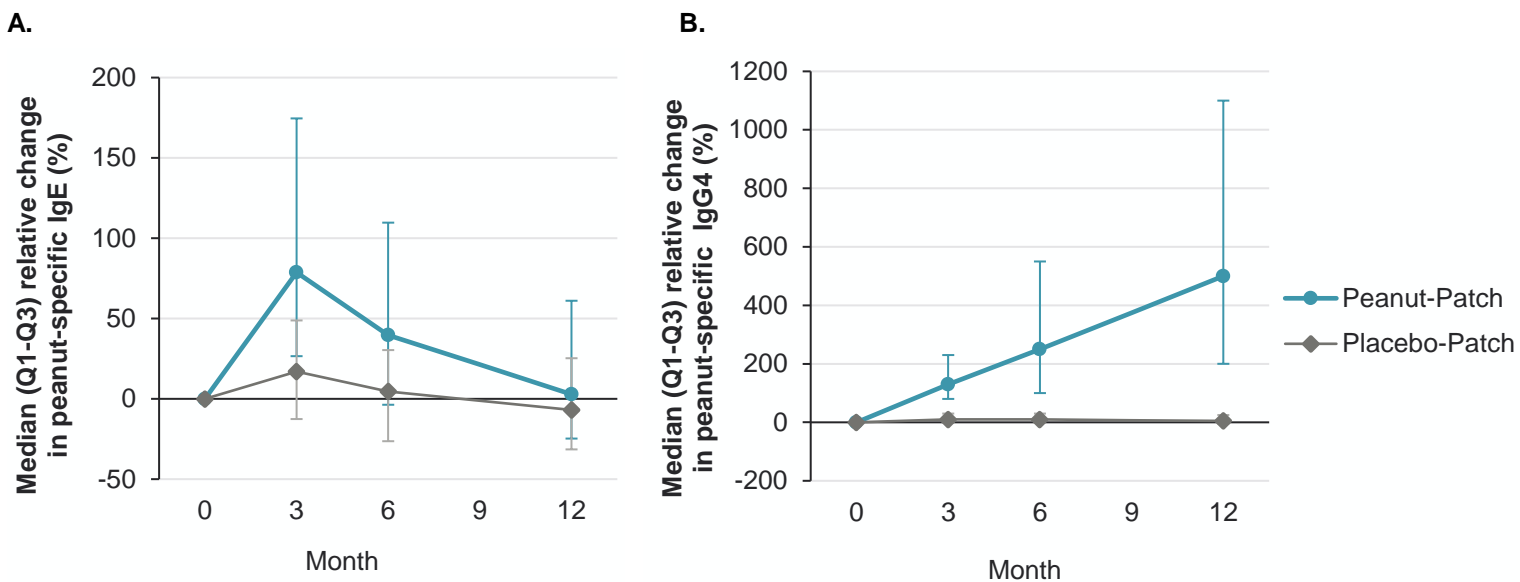 A.
Median (Q1-Q3) relative change
in peanut-specific IgE (%)
200
150
100
50
0
-50
0 3 6 9 12
Month
B.
Median (Q1-Q3) relative change
in peanut-specific IgG4 (%)
1200
1000
800
600
400
200
0
-200
0 3 6 9 12
Month
Peanut-Patch
Placebo-Patch